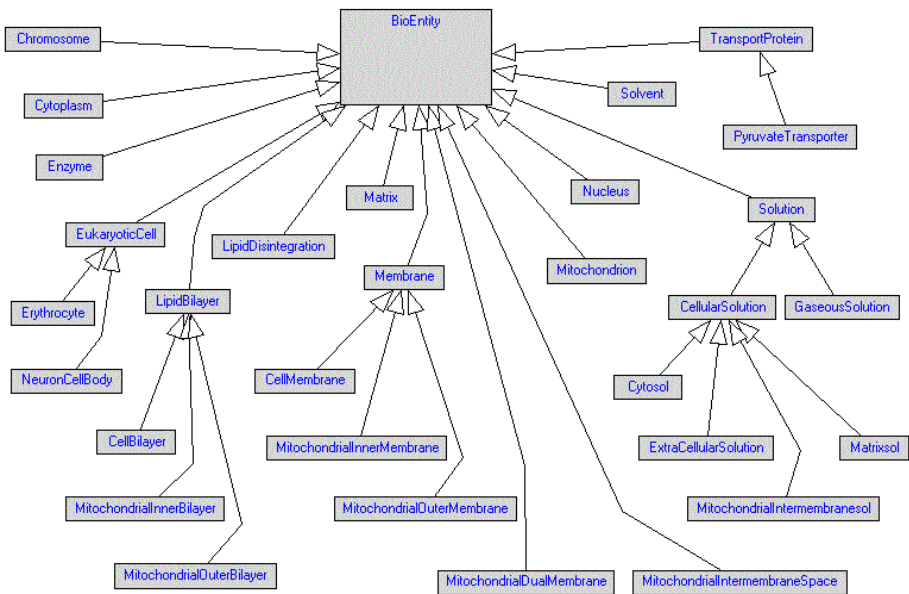 BioEntity
Chromosome
TransportProtein
Cytoplasm
Solvent
PyruvateTransporter
Enzyme
Matrix
Nucleus
Solution
EukaryoticCell
LipidDisintegration
Mitochondrion
Membrane
Erythrocyte
LipidBilayer
CellularSolution
GaseousSolution
NeuronCellBody
CellMembrane
Cytosol
CellBilayer
MitochondrialInnerMembrane
ExtraCellularSolution
Matrixsol
MitochondrialInnerBilayer
MitochondrialOuterMembrane
MitochondrialIntermembranesol
MitochondrialOuterBilayer
MitochondrialDualMembrane
MitochondrialIntermembraneSpace